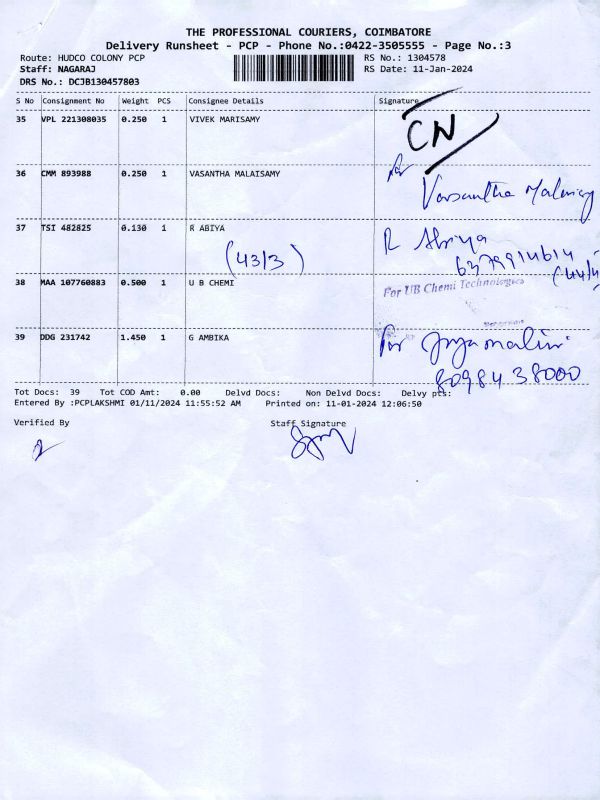 THE PROFESSIONAL COURIERS, COIMBATORE
Delivery Runsheet - PCP - Phone No.:0422-3505555 - Page No.:3
Route: HUDCO COLONY PCP RS No.: 1304578
Staff: NAGARAJ RS Date: 11-Jan-2024
DRS No.: DCJB130457803
S No Consignment No Weight PCS Consignee Details Signature
35 VPL 221308035 0.250 1 VIVEK MARISAMY
CN
36 CMM 893988 0.250 1 VASANTHA MALAISAMY
Vasantha
37 TSI 482825 0.130 1 R ABIYA R Abiya
(43/3) 6379914614
(44/4
38 MAA 107760883 0.500 1 U B CHEMI For UB Chemi Technologies
39 DDG 231742 1.450 1 G AMBIKA For Jayamalini
8098438000
Tot Docs: 39 Tot COD Amt: 0.00 Delvd Docs: Non Delvd Docs: Delvy pts:
Entered By :PCPLAKSHMI 01/11/2024 11:55:52 AM Printed on: 11-01-2024 12:06:50
Verified By Staff Signature